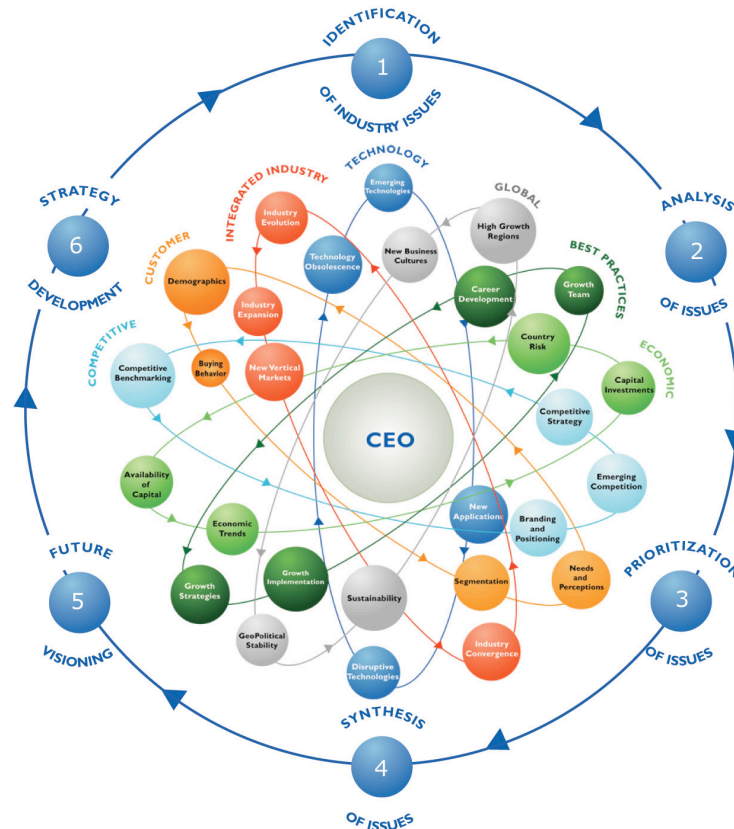 IDENTIFICATION
1
OF INDUSTRY ISSUES
ANALYSIS
2
OF ISSUES
PRIORITIZATION
3
OF ISSUES
SYNTHESIS
4
OF ISSUES
FUTURE
5
VISIONING
STRATEGY
6
DEVELOPMENT
TECHNOLOGY
Emerging
Technologies
Technology
Obsolescence
New
Applications
Disruptive
Technologies
GLOBAL
High Growth
Regions
New Business
Cultures
Sustainability
GeoPolitical
Stability
BEST PRACTICES
Career
Development
Growth
Team
Growth
Strategies
Growth
Implementation
ECONOMIC
Country
Risk
Capital
Investments
Availability
of Capital
Economic
Trends
COMPETITIVE
Competitive
Benchmarking
Competitive
Strategy
Emerging
Competition
Branding
and
Positioning
CUSTOMER
Demographics
Buying
Behavior
Segmentation
Needs
and
Perceptions
INTEGRATED INDUSTRY
Industry
Evolution
Industry
Expansion
New Vertical
Markets
Industry
Convergence
CEO